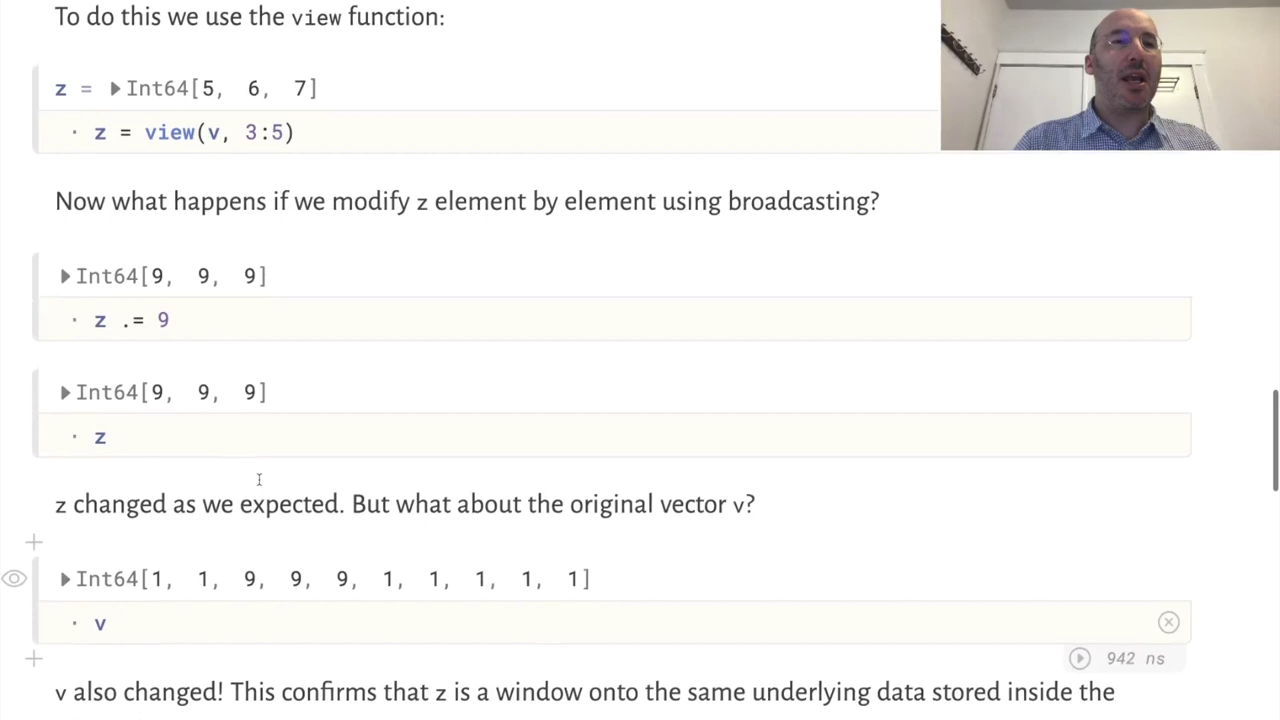 To do this we use the view function:
z = ▶Int64[5, 6, 7]
· z = view(v, 3:5)
Now what happens if we modify z element by element using broadcasting?
▶Int64[9, 9, 9]
· z .= 9
▶Int64[9, 9, 9]
· z
z changed as we expected. But what about the original vector v?
▶Int64[1, 1, 9, 9, 9, 1, 1, 1, 1, 1]
· v
942 ns
v also changed! This confirms that z is a window onto the same underlying data stored inside the